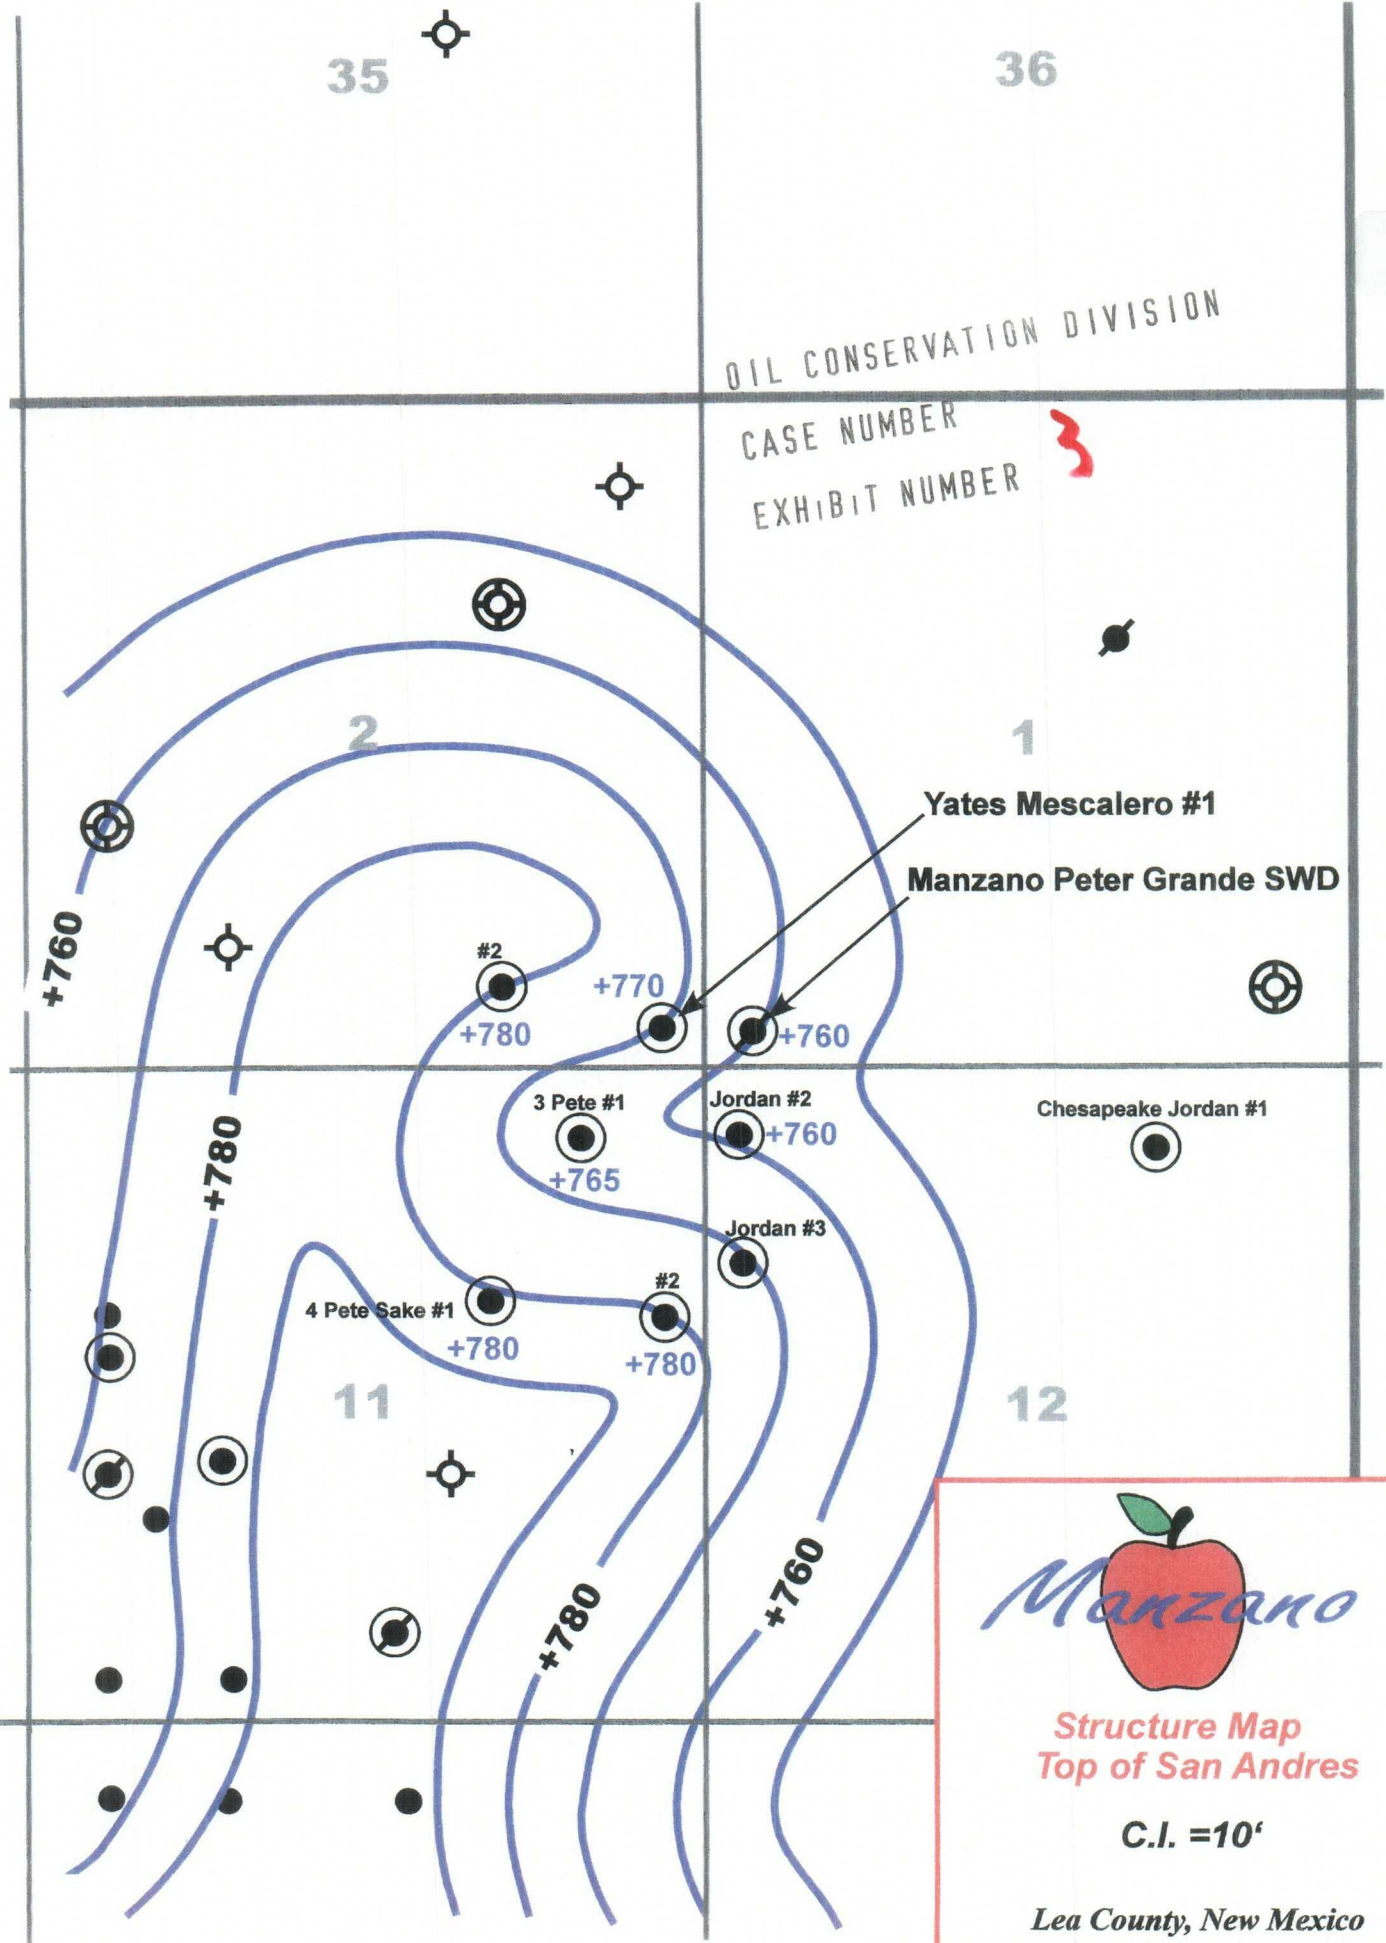 35
36
OIL CONSERVATION DIVISION
CASE NUMBER
3
EXHIBIT NUMBER
2
1
Yates Mescalero #1
Manzano Peter Grande SWD
+760
#2
+770
+780
+760
3 Pete #1
Jordan #2
Chesapeake Jordan #1
+760
+780
+765
Jordan #3
#2
4 Pete Sake #1
+780
+780
11
12
+760
+780
Manzano
Structure Map
Top of San Andres
C.I. =10‘
Lea County, New Mexico